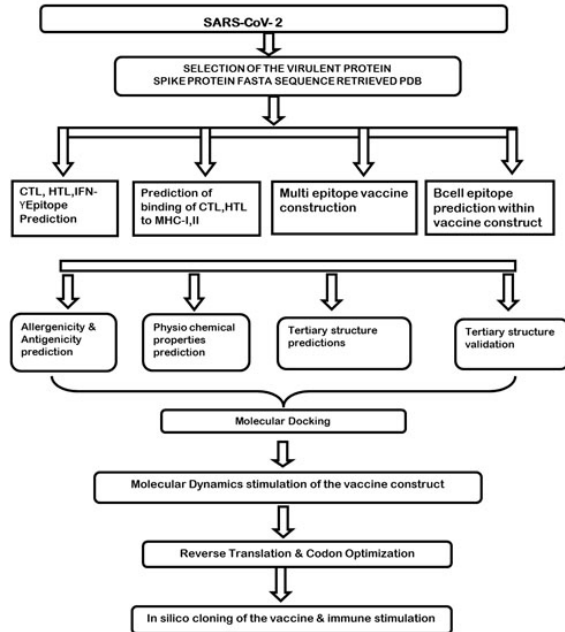 SARS-CoV- 2
SELECTION OF THE VIRULENT PROTEIN
SPIKE PROTEIN FASTA SEQUENCE RETRIEVED PDB
CTL, HTL,IFN-
ϒEpitope
Prediction
Prediction of
binding of CTL,HTL
to MHC-I,II
Multi epitope vaccine
construction
Bcell epitope
prediction within
vaccine construct
Allergenicity &
Antigenicity
prediction
Physio chemical
properties
prediction
Tertiary structure
predictions
Tertiary structure
validation
Molecular Docking
Molecular Dynamics stimulation of the vaccine construct
Reverse Translation & Codon Optimization
In silico cloning of the vaccine & immune stimulation